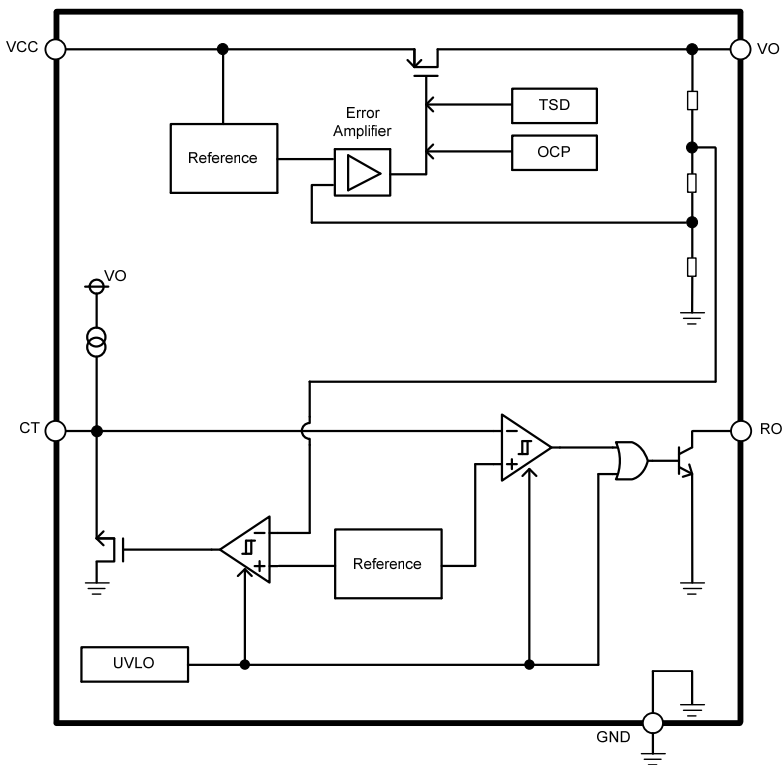 VCC
VO
Error
Amplifier
TSD
Reference
OCP
VO
CT
RO
Reference
UVLO
GND